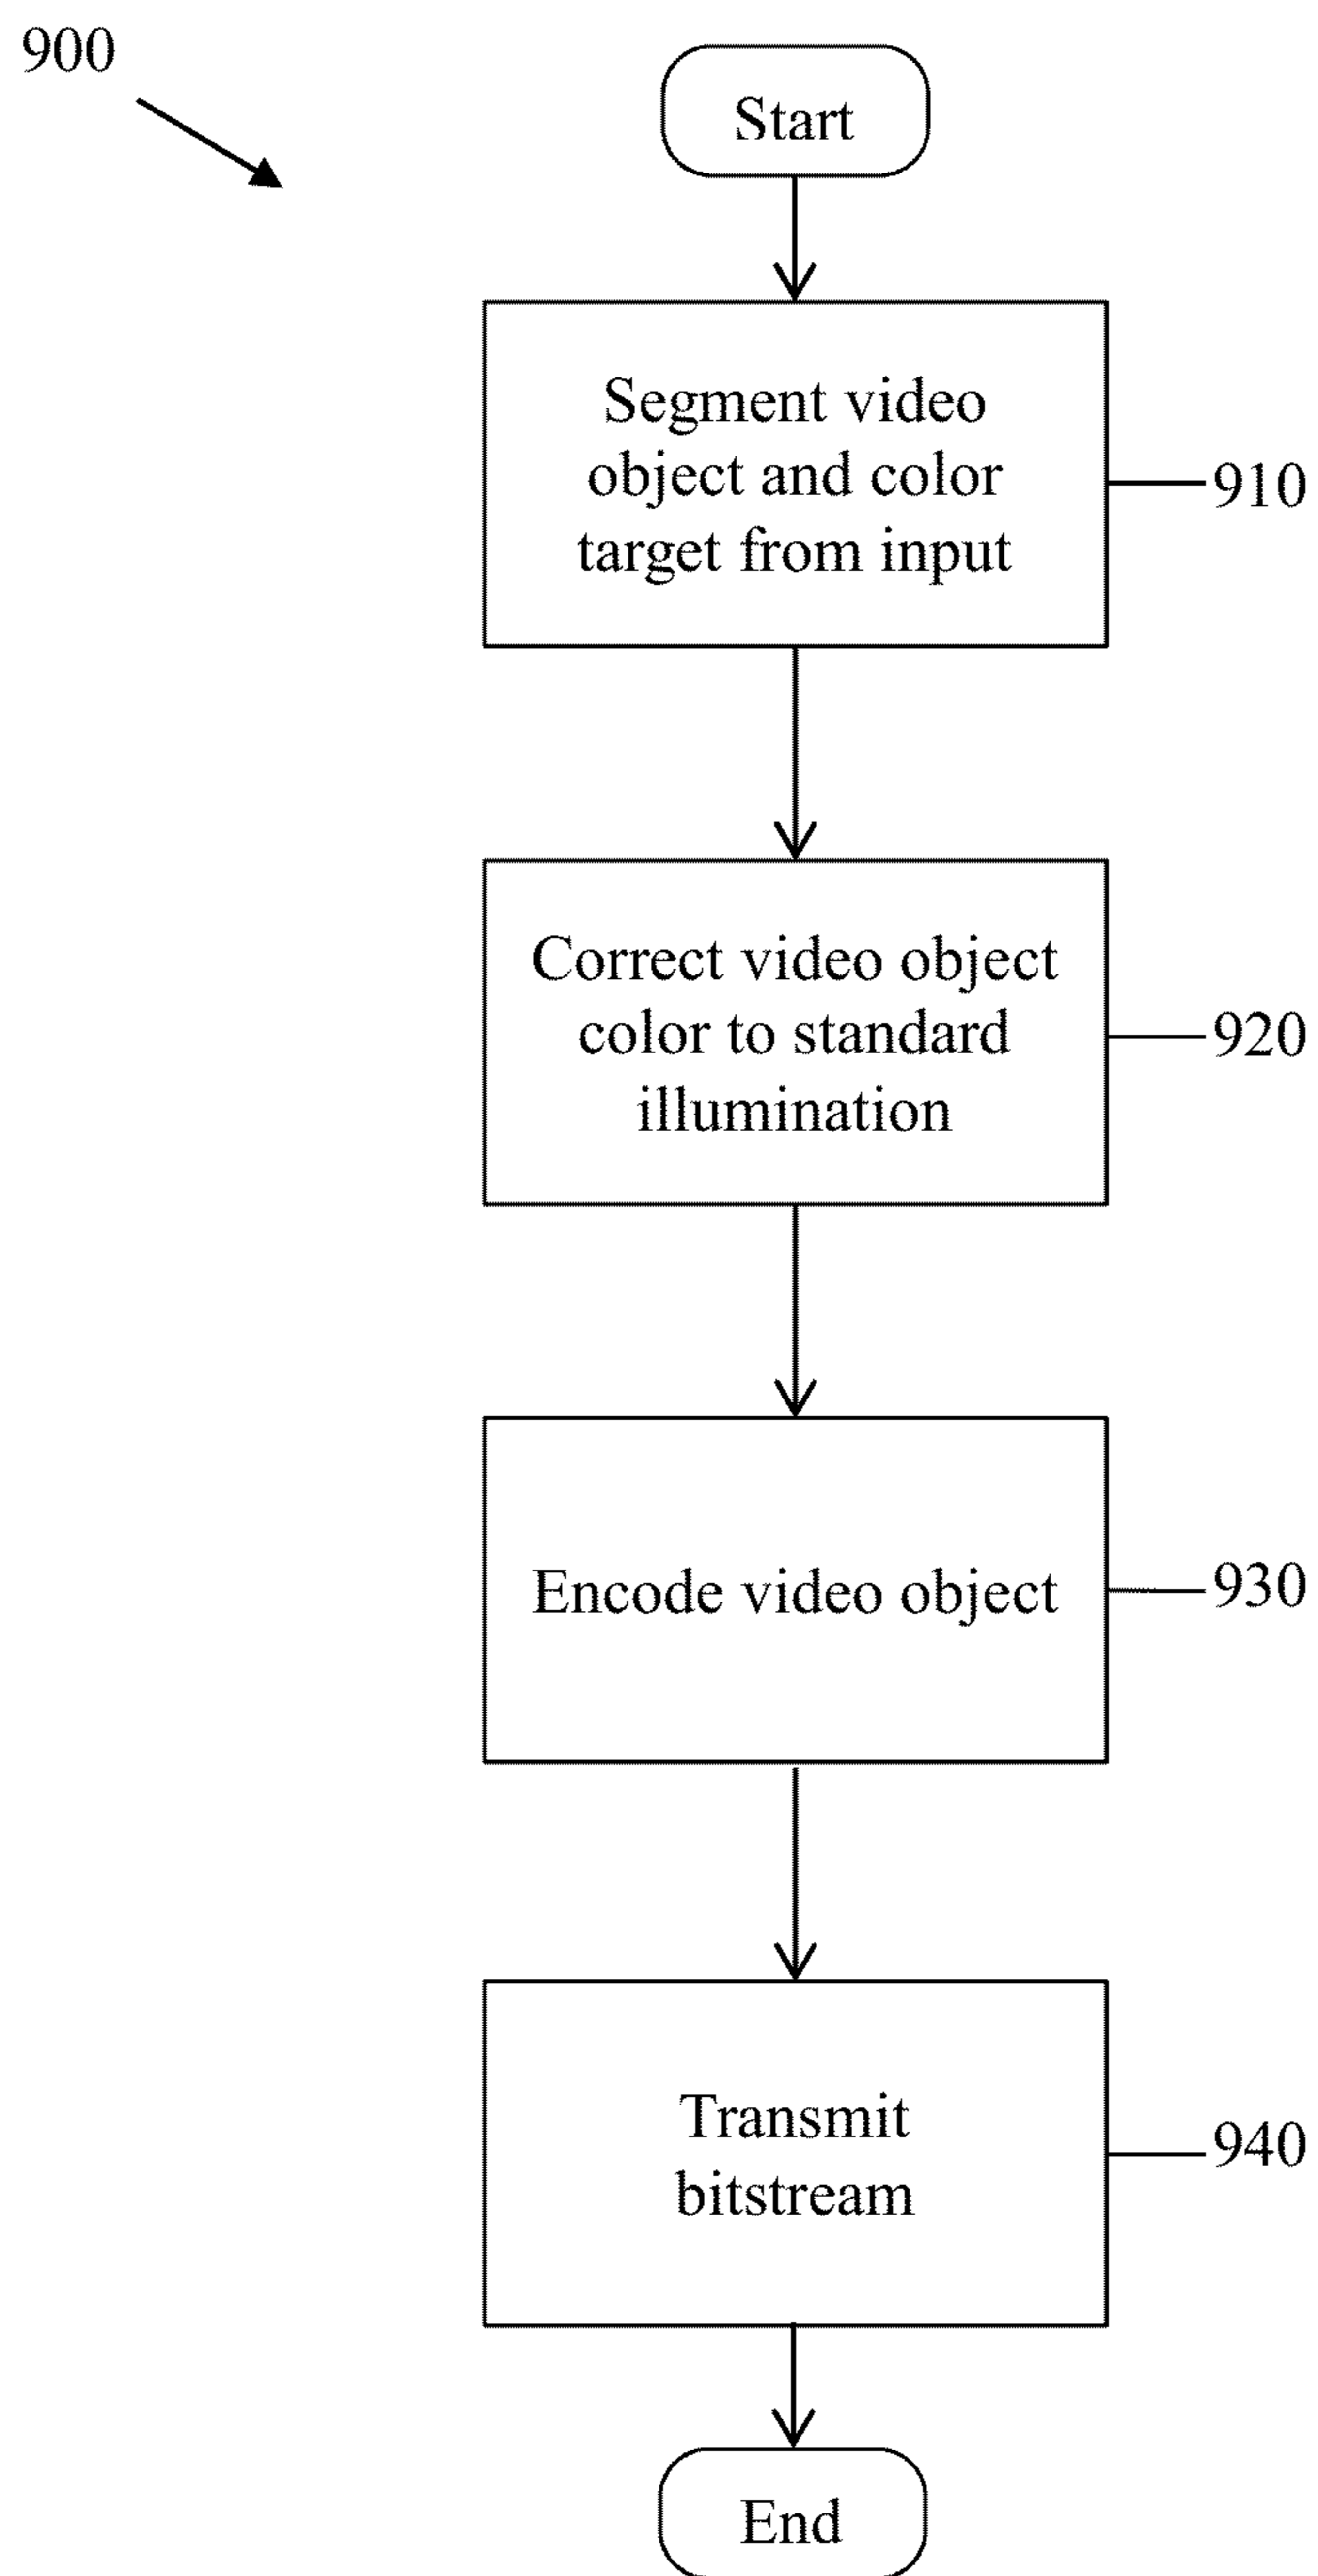 900
Start
Segment video
object and color
target from input
910
Correct video object
color to standard
illumination
920
Encode video object
930
Transmit
bitstream
940
End